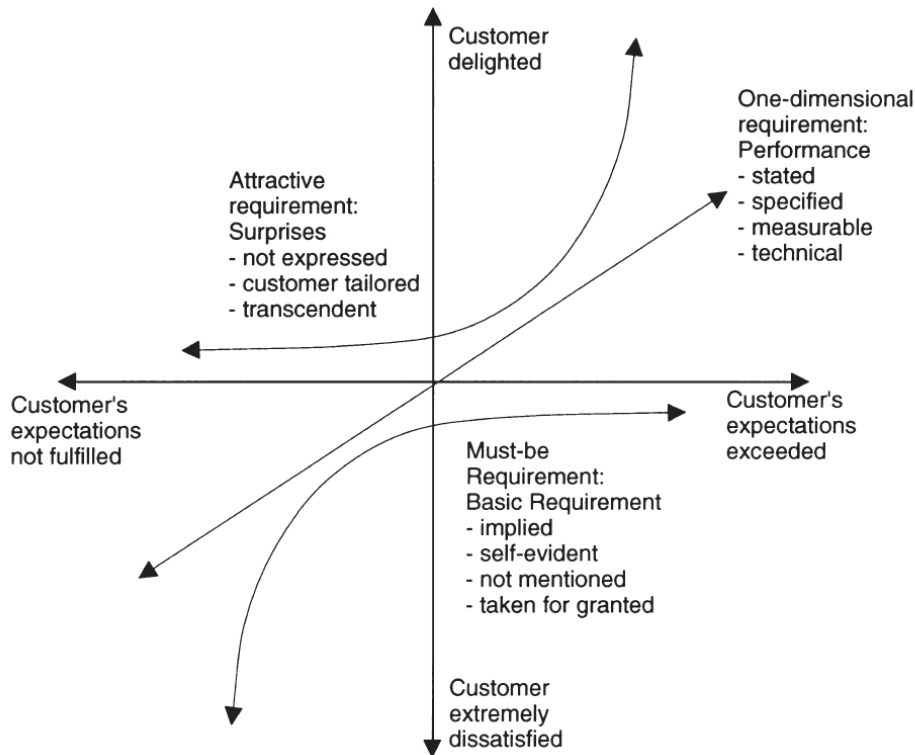 Customer
delighted
One-dimensional
requirement:
Performance
- stated
- specified
- measurable
- technical
Attractive
requirement:
Surprises
- not expressed
- customer tailored
- transcendent
Customer's
expectations
not fulfilled
Customer's
expectations
exceeded
Must-be
Requirement:
Basic Requirement
- implied
- self-evident
- not mentioned
- taken for granted
Customer
extremely
dissatisfied